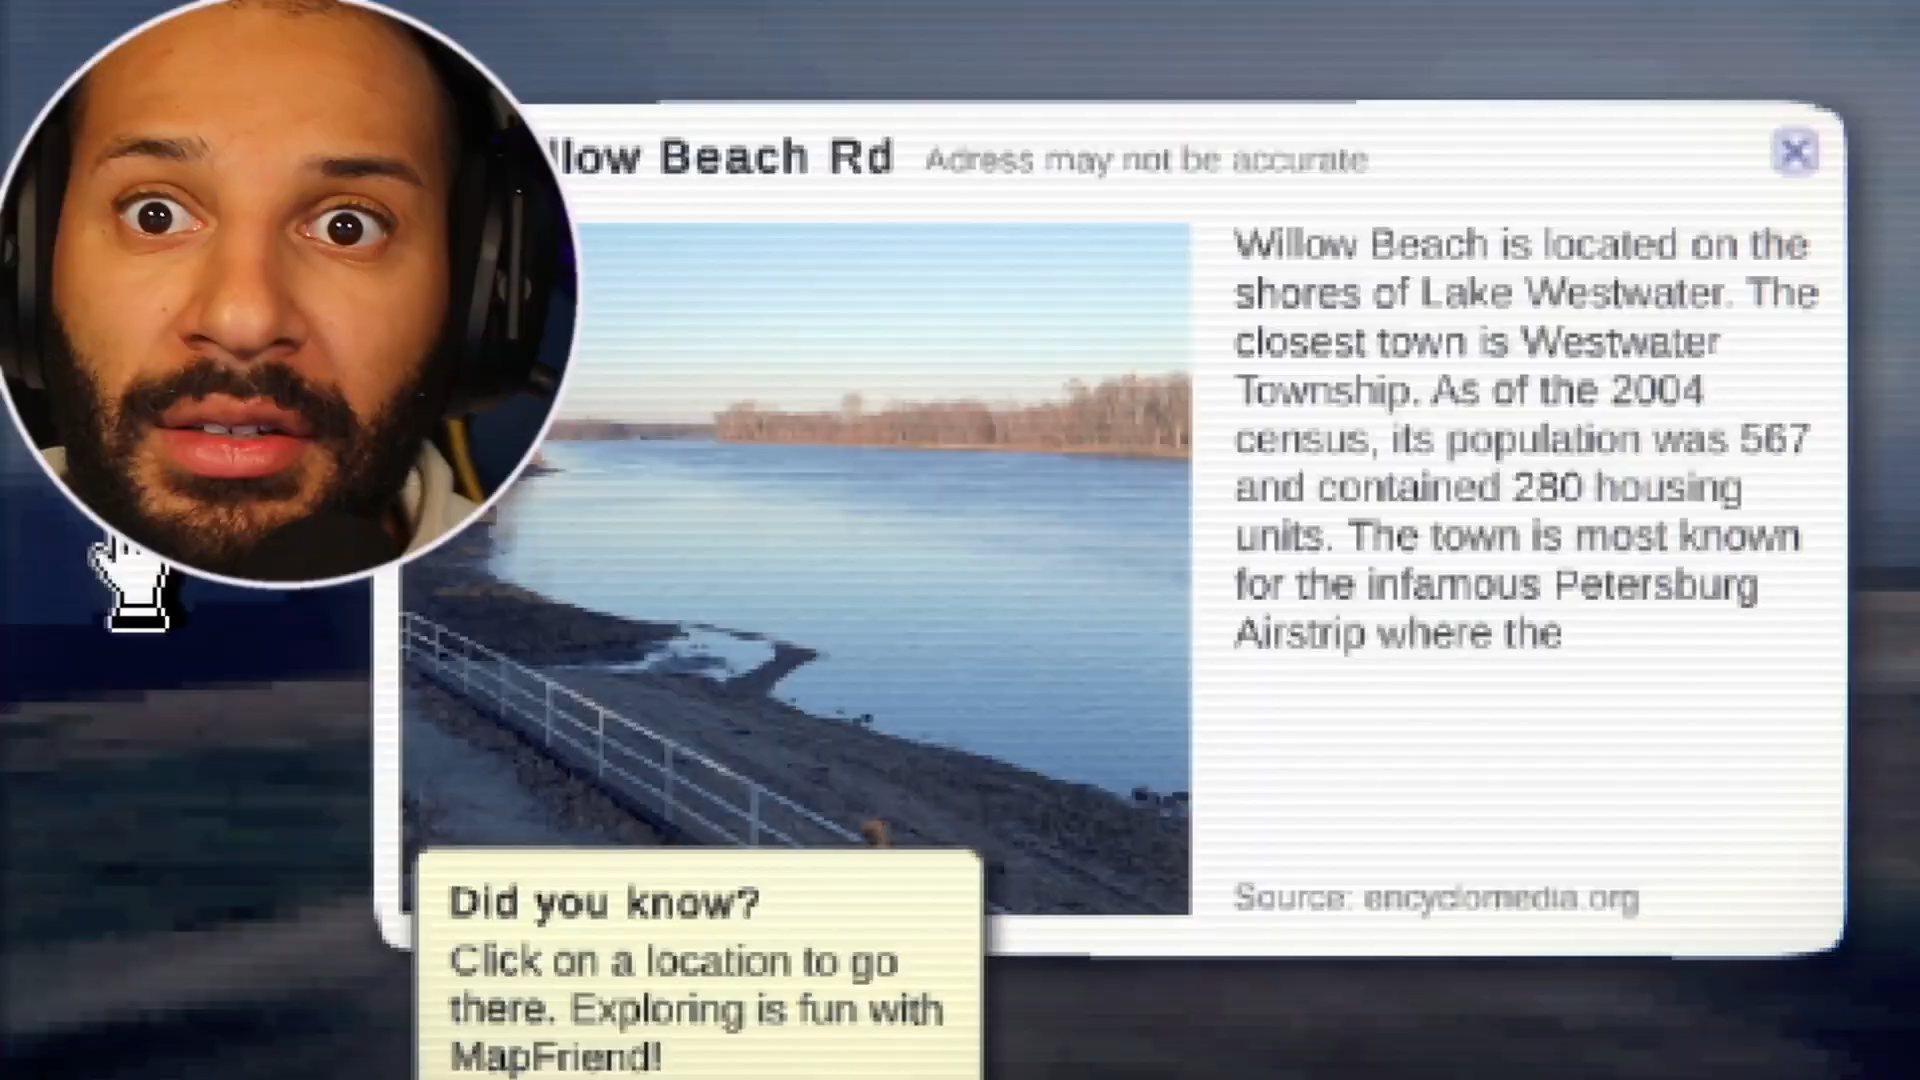 llow Beach Rd Adress may not be accurate
Willow Beach is located on the
shores of Lake Westwater. The
closest town is Westwater
Township. As of the 2004
census, its population was 567
and contained 280 housing
units. The town is most known
for the infamous Petersburg
Airstrip where the
Source: encyclomedia.org
Did you know?
Click on a location to go
there. Exploring is fun with
MapFriend!